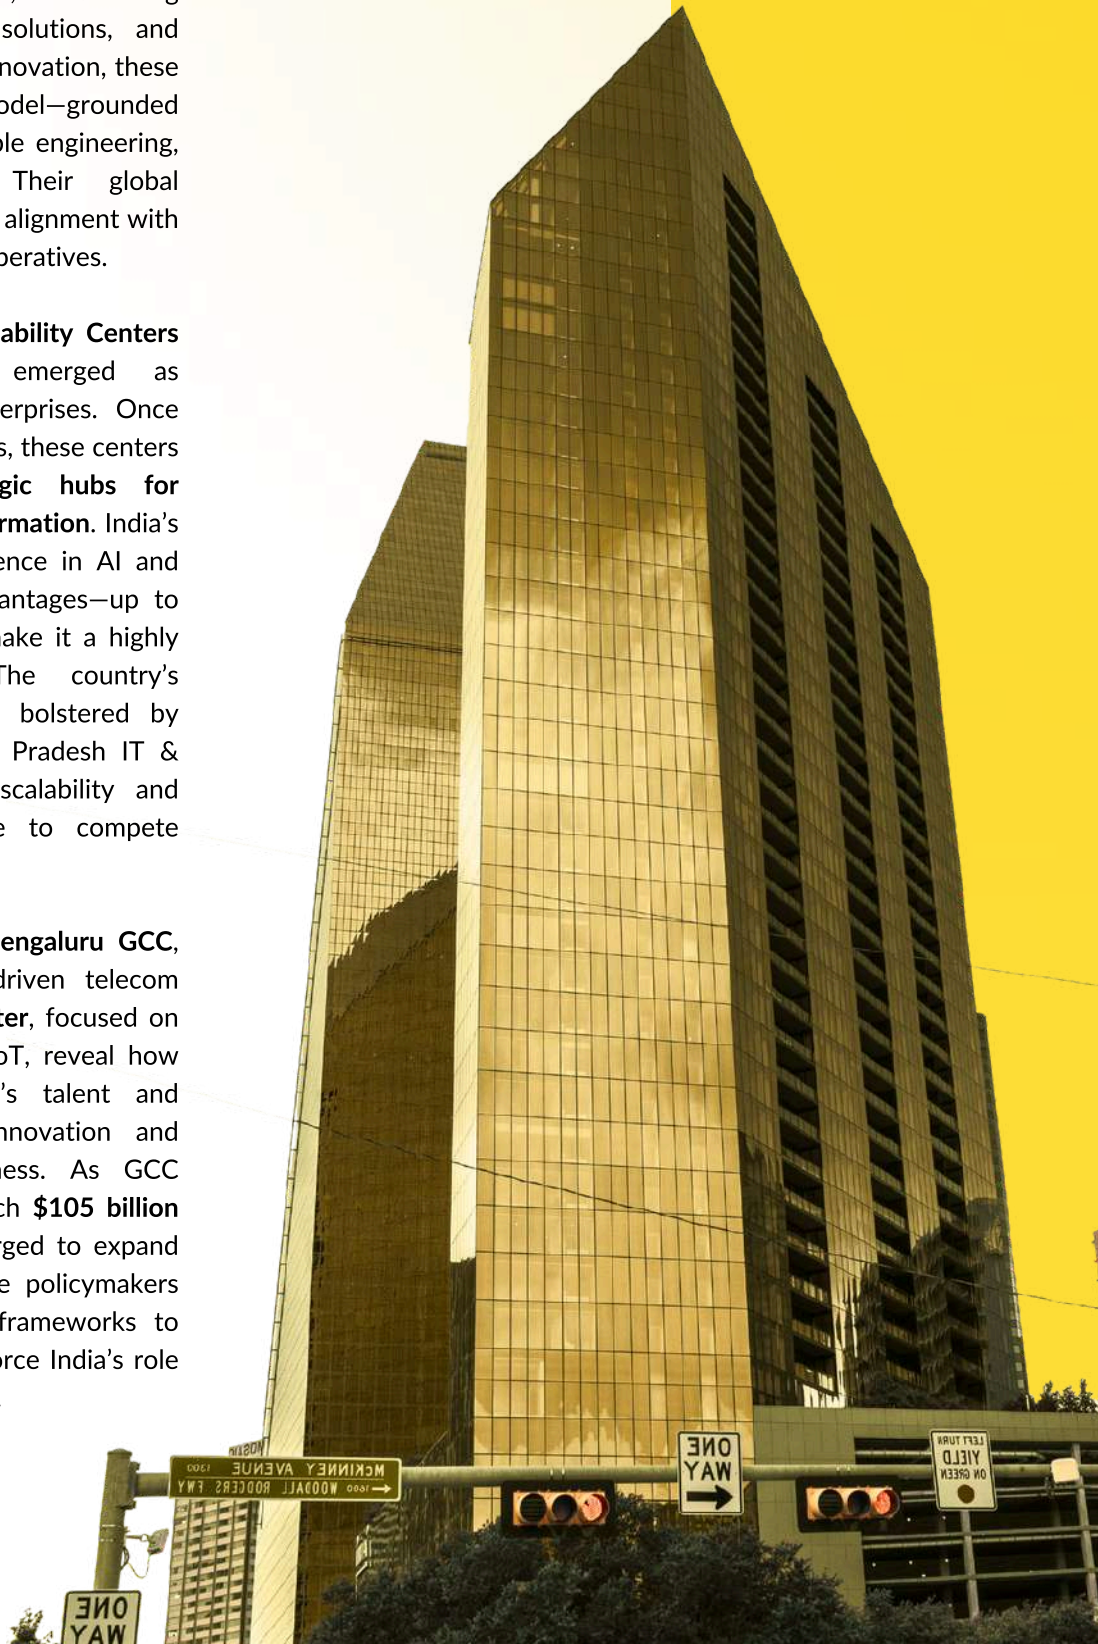 solutions, and
novation, these
odel—grounded
ble engineering,
Their global
alignment with
peratives.
ability Centers
emerged as
erprises. Once
s, these centers
gic hubs for
rmation. India's
ence in AI and
antages—up to
nake it a highly
The country's
bolstered by
Pradesh IT &
scalability and
e to compete
engaluru GCC,
driven telecom
ter, focused on
oT, reveal how
's talent and
nnovation and
ness. As GCC
ch $105 billion
rged to expand
e policymakers
frameworks to
orce India's role
.
MOSAIC
McKINNEY AVENUE 1300
1600 WOODALL RODGERS FWY
ONE
WAY
LEFT TURN
YIELD
ON GREEN
ONE
WAY